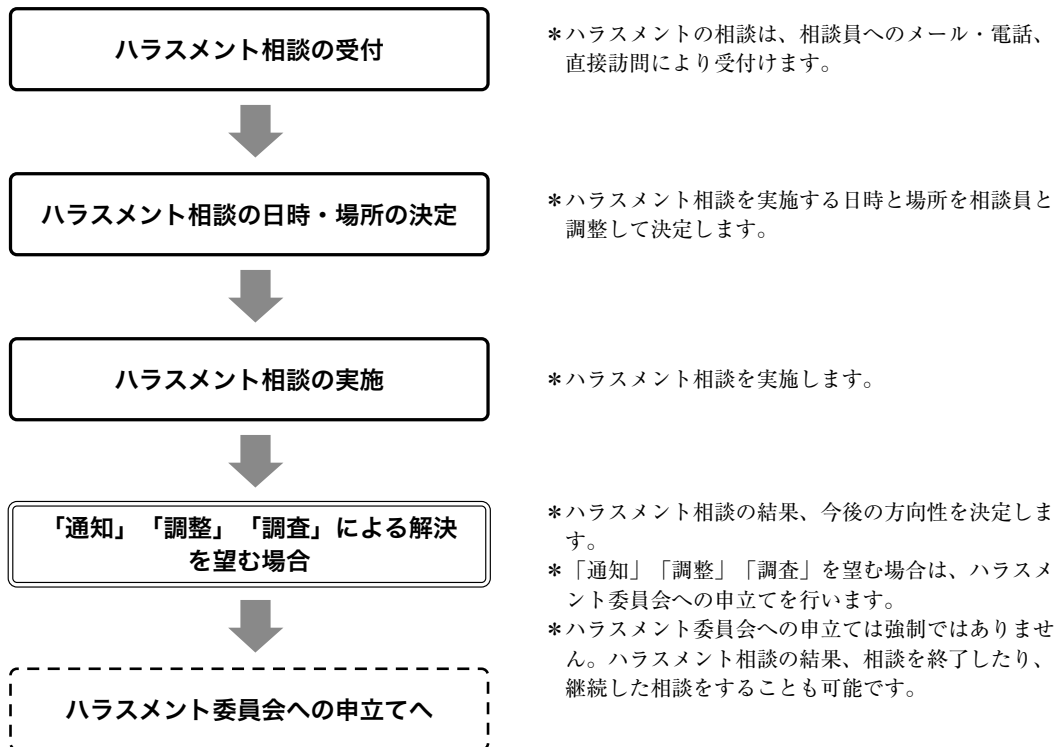 ハラスメント相談の受付
＊ハラスメントの相談は、相談員へのメール・電話、
直接訪問により受付けます。
ハラスメント相談の日時・場所の決定
＊ハラスメント相談を実施する日時と場所を相談員と
調整して決定します。
ハラスメント相談の実施
＊ハラスメント相談を実施します。
「通知」「調整」「調査」による解決
を望む場合
＊ハラスメント相談の結果、今後の方向性を決定しま
す。
＊「通知」「調整」「調査」を望む場合は、ハラスメ
ント委員会への申立てを行います。
＊ハラスメント委員会への申立ては強制ではありませ
ん。ハラスメント相談の結果、相談を終了したり、
継続した相談をすることも可能です。
ハラスメント委員会への申立てへ